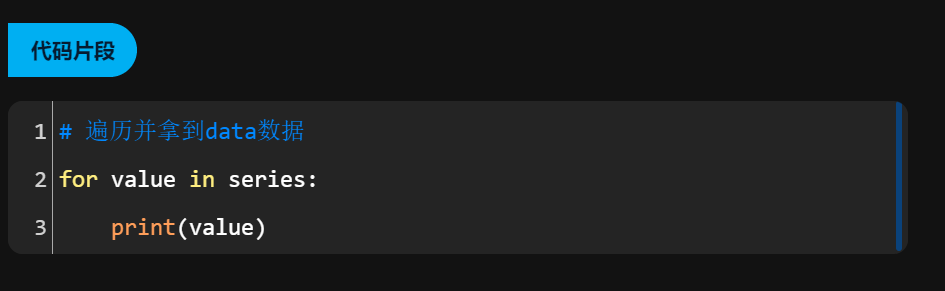 代码片段
1 # 遍历并拿到data数据
2 for value in series:
3     print(value)